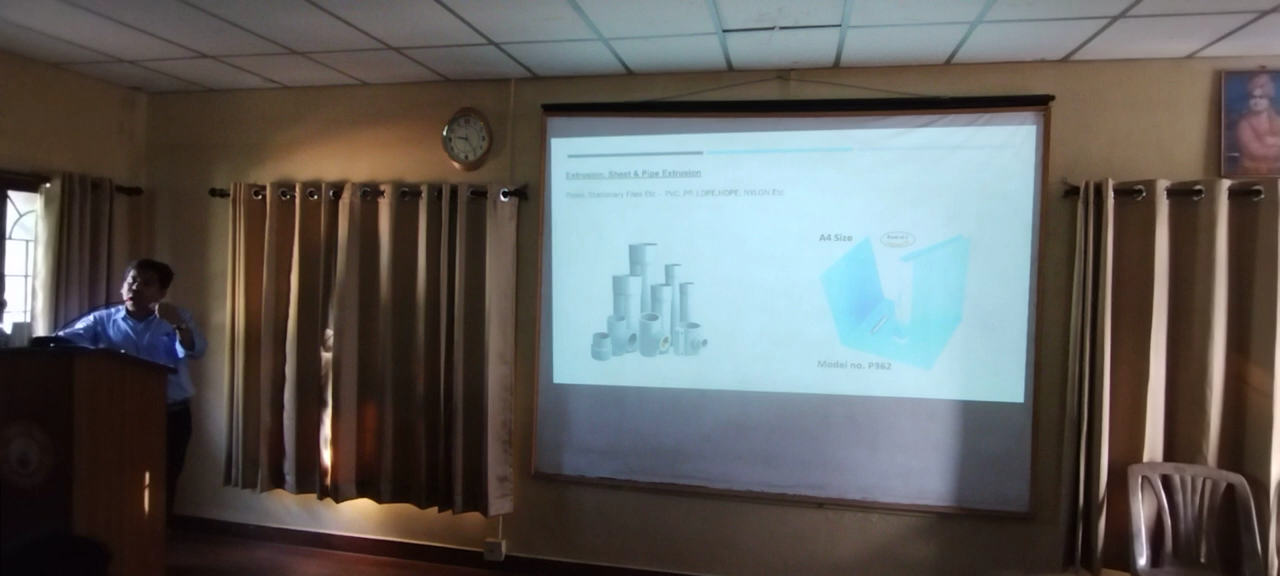 Extrusion, Sheet & Pipe Extrusion
Pipes, Stationary Files Etc - PVC, PP, LDPE,HDPE, NYLON Etc
A4 Size
Model no. P362